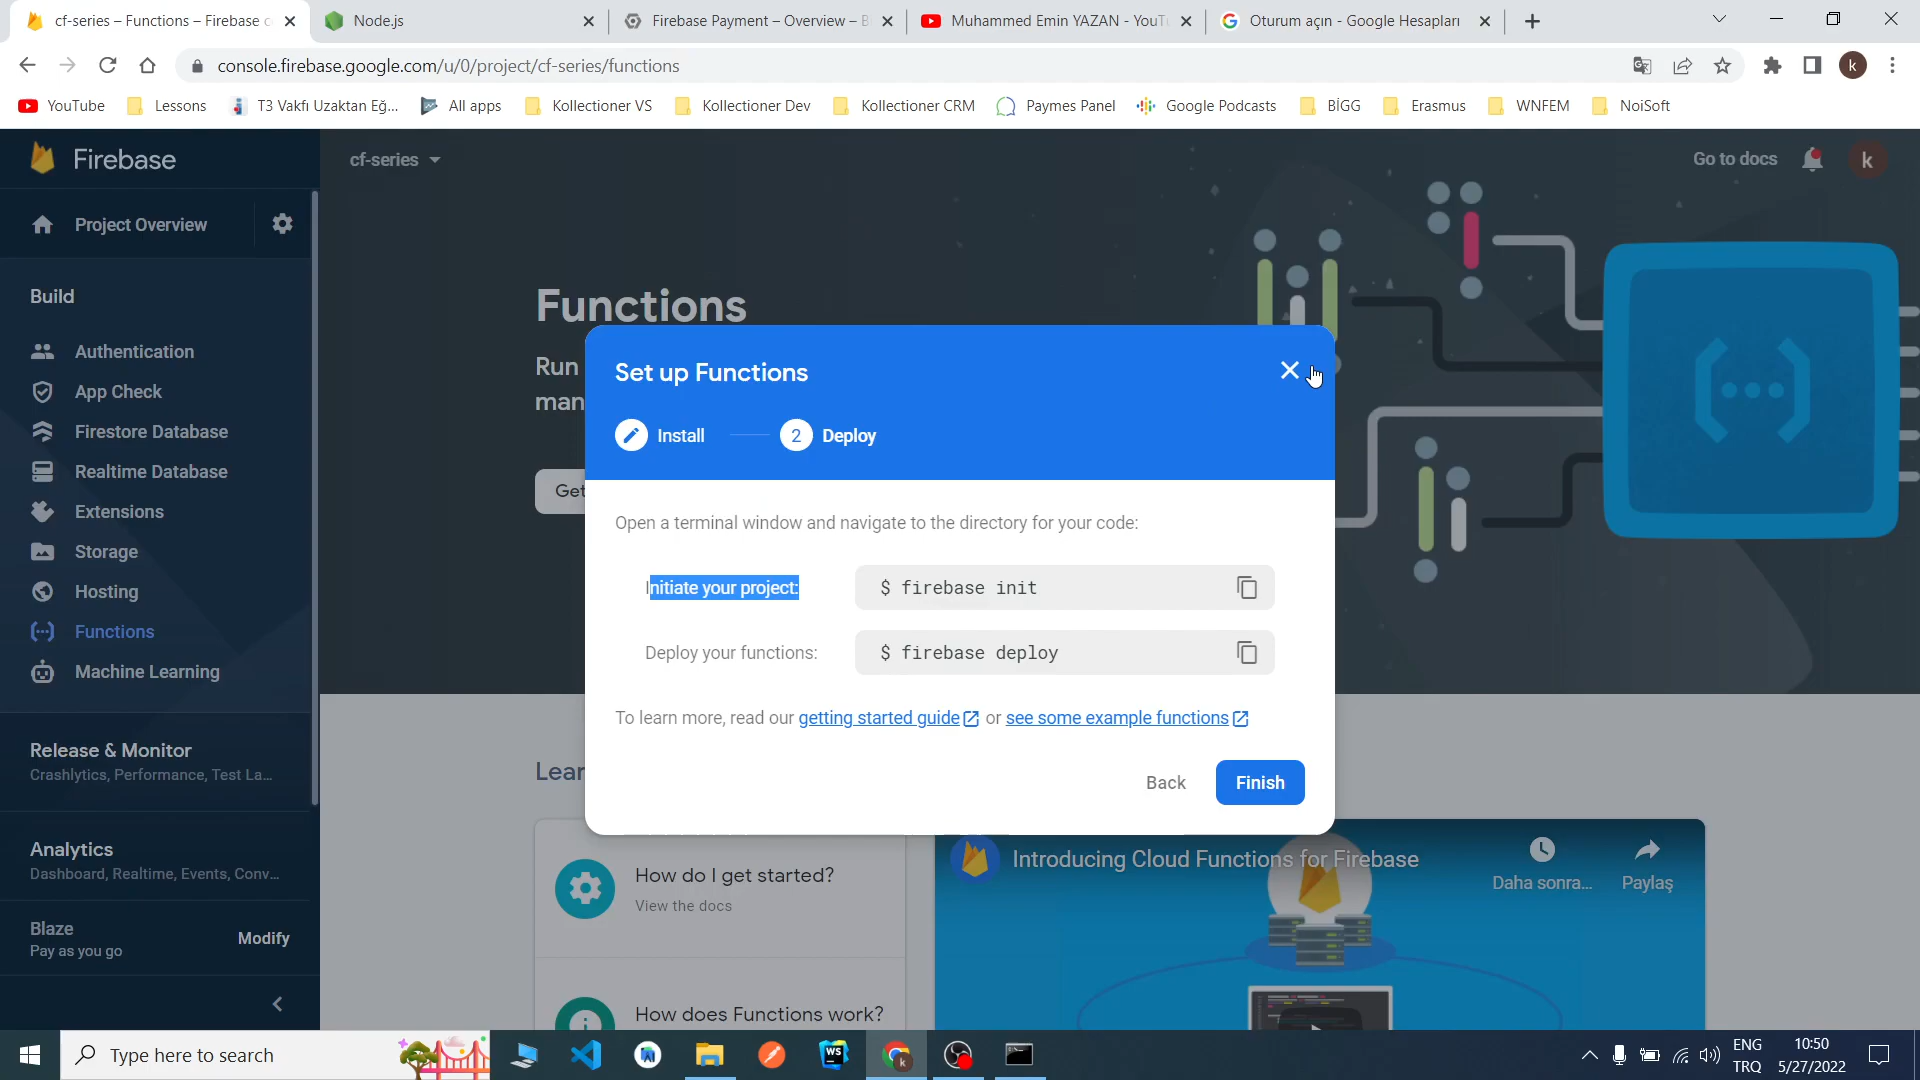 cf-series – Functions – Firebase c
Node.js
Firebase Payment – Overview – B
Muhammed Emin YAZAN - YouTu
Oturum açın - Google Hesapları
console.firebase.google.com/u/0/project/cf-series/functions
k
YouTube
Lessons
T3 Vakfı Uzaktan Eğ...
All apps
Kollectioner VS
Kollectioner Dev
Kollectioner CRM
Paymes Panel
Google Podcasts
BİGG
Erasmus
WNFEM
NoiSoft
Firebase
cf-series
Go to docs
k
Project Overview
Build
Authentication
App Check
Firestore Database
Realtime Database
Extensions
Storage
Hosting
Functions
Machine Learning
Release & Monitor
Crashlytics, Performance, Test La...
Analytics
Dashboard, Realtime, Events, Conv...
Blaze
Pay as you go
Modify
Functions
Run
man
Get
Set up Functions
Install
2
Deploy
Open a terminal window and navigate to the directory for your code:
Initiate your project:
$ firebase init
Deploy your functions:
$ firebase deploy
To learn more, read our getting started guide or see some example functions
Back
Finish
Lear
How do I get started?
View the docs
How does Functions work?
Introducing Cloud Functions for Firebase
Daha sonra...
Paylaş
Type here to search
WS
k
ENG
TRQ
10:50
5/27/2022